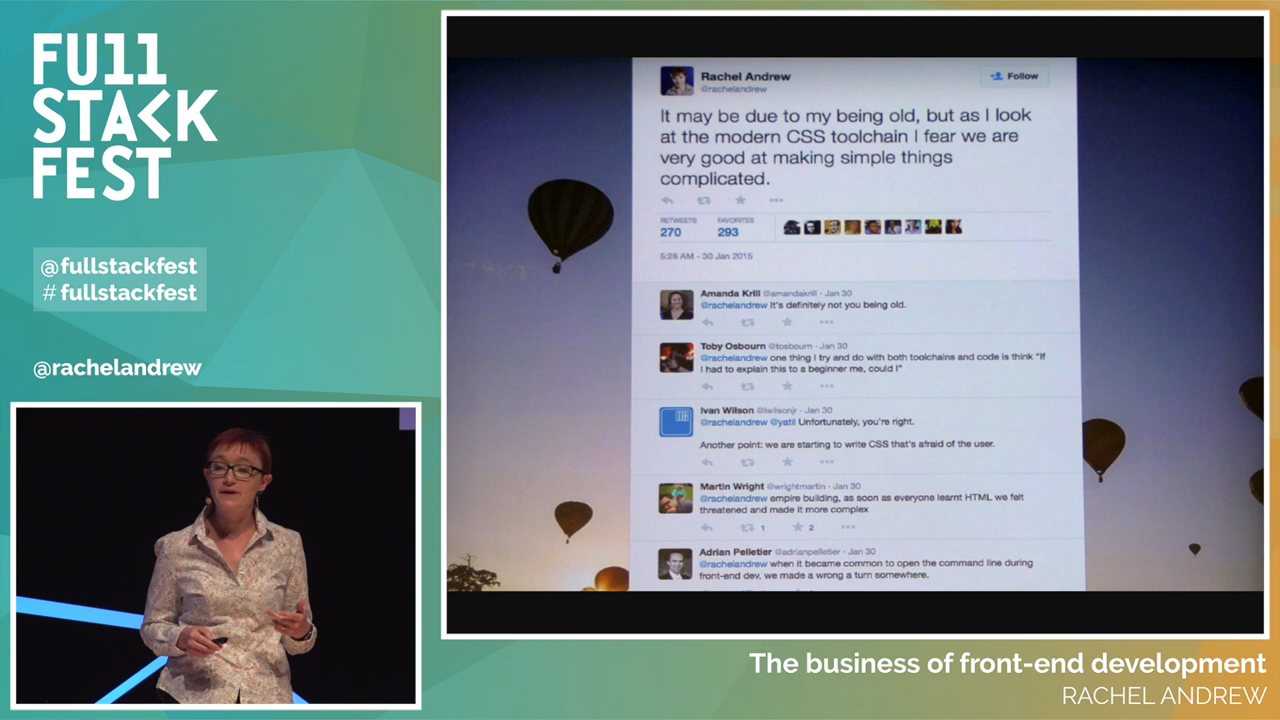 FU11
STACK
FEST
@fullstackfest
# fullstackfest
@rachelandrew
Rachel Andrew
@rachelandrew
Follow
It may be due to my being old, but as I look
at the modern CSS toolchain I fear we are
very good at making simple things
complicated.
RETWEETS
270
FAVORITES
293
5:28 AM - 30 Jan 2015
Amanda Krill @amandakrill · Jan 30
@rachelandrew It's definitely not you being old.
Toby Osbourn @tosbourn · Jan 30
@rachelandrew one thing I try and do with both toolchains and code is think "If
I had to explain this to a beginner me, could I"
Ivan Wilson @iwilsonjr · Jan 30
@rachelandrew @yatil Unfortunately, you're right.
Another point: we are starting to write CSS that's afraid of the user.
Martin Wright @wrightmartin · Jan 30
@rachelandrew empire building, as soon as everyone learnt HTML we felt
threatened and made it more complex
1 2
Adrian Pelletier @adrianpelletier · Jan 30
@rachelandrew when it became common to open the command line during
front-end dev, we made a wrong a turn somewhere.
The business of front-end development
RACHEL ANDREW